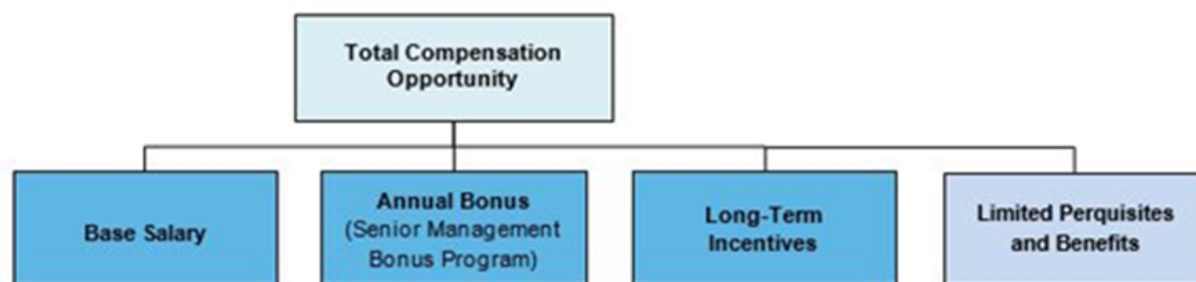 Total Compensation
Opportunity
Base Salary
Annual Bonus
(Senior Management
Bonus Program)
Long-Term
Incentives
Limited Perquisites
and Benefits